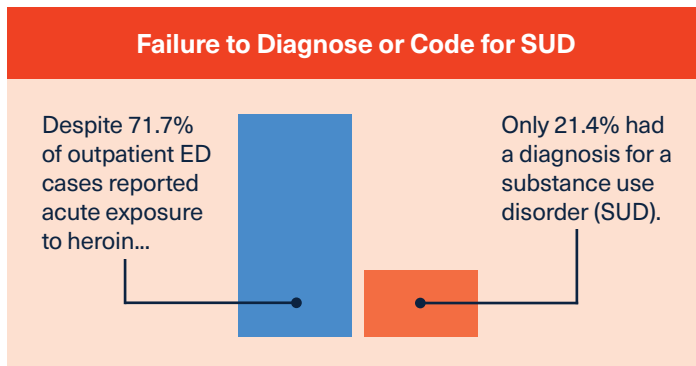 Failure to Diagnose or Code for SUD
Despite 71.7%
of outpatient ED
cases reported
acute exposure
to heroin...
Only 21.4% had
a diagnosis for a
substance use
disorder (SUD).